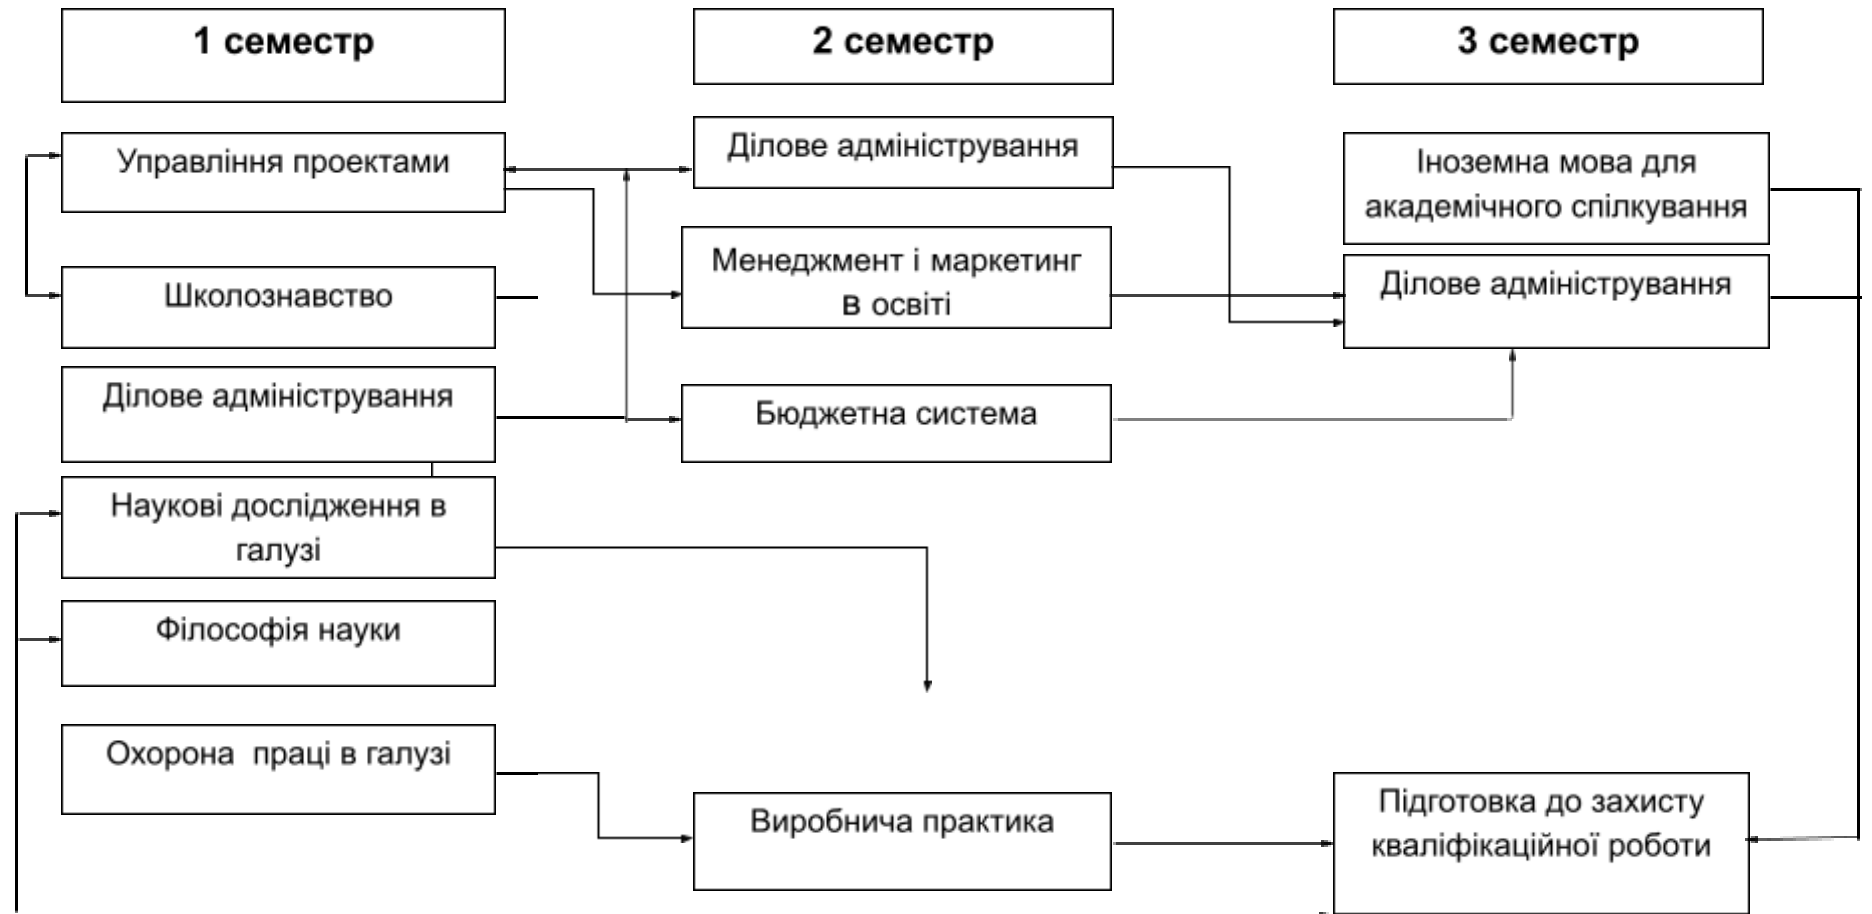 1 семестр
2 семестр
3 семестр
Управління проектами
Школознавство
Ділове адміністрування
Наукові дослідження в
галузі
Філософія науки
Охорона праці в галузі
Ділове адміністрування
Менеджмент і маркетинг
в освіті
Бюджетна система
Виробнича практика
Іноземна мова для
академічного спілкування
Ділове адміністрування
Підготовка до захисту
кваліфікаційної роботи